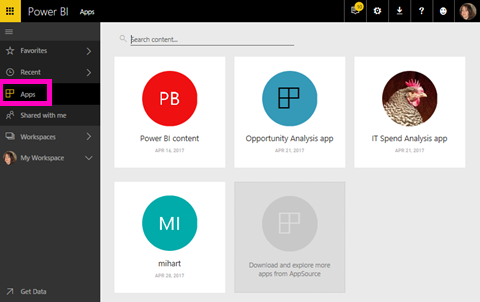 Power BI Apps
Search content...
Favorites
Recent
Apps
Shared with me
Workspaces
My Workspace
Get Data
PB
Power BI content
APR 16, 2017
Opportunity Analysis app
APR 21, 2017
IT Spend Analysis app
APR 21, 2017
MI
mihart
APR 28, 2017
Download and explore more
apps from AppSource